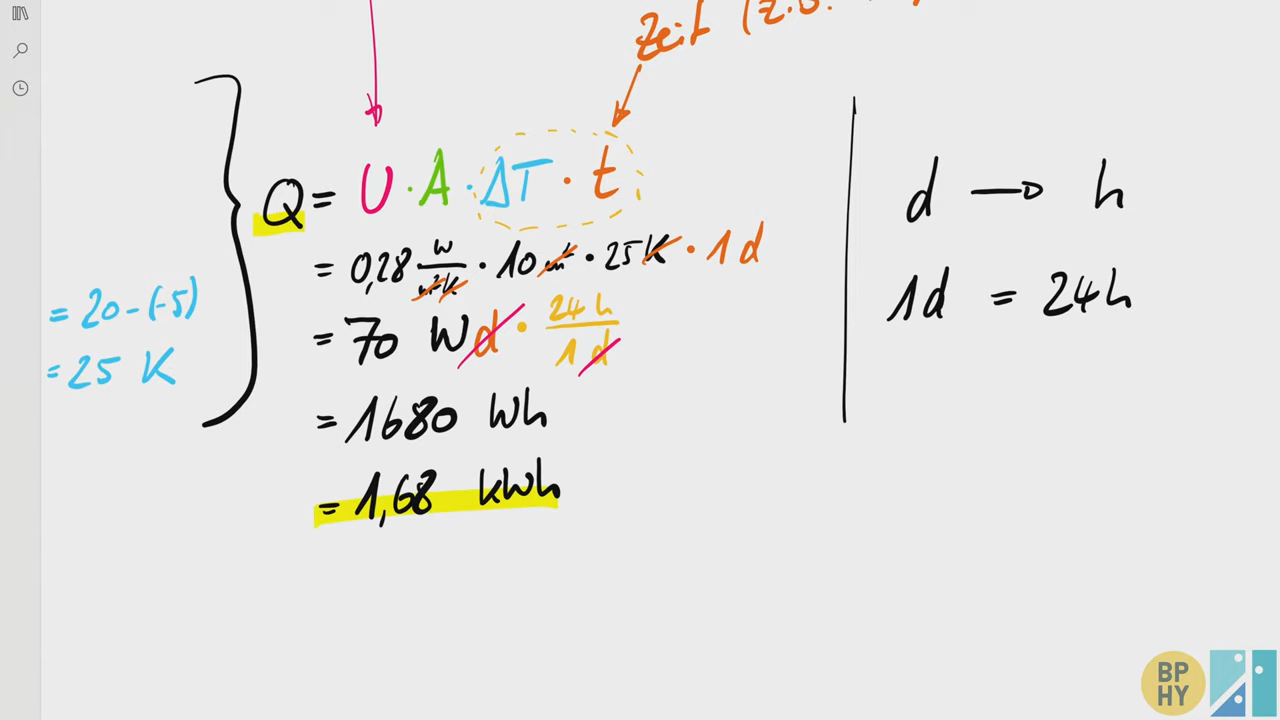 Zeit (z.B.
Q = U · A · ΔT · t
= 0,28 W/m²K · 10 m² · 25 K · 1 d
= 20 - (-5)
= 25 K
= 70 Wd · 24 h/1 d
= 1680 Wh
= 1,68 kWh
d → h
1d = 24h
BP
HY